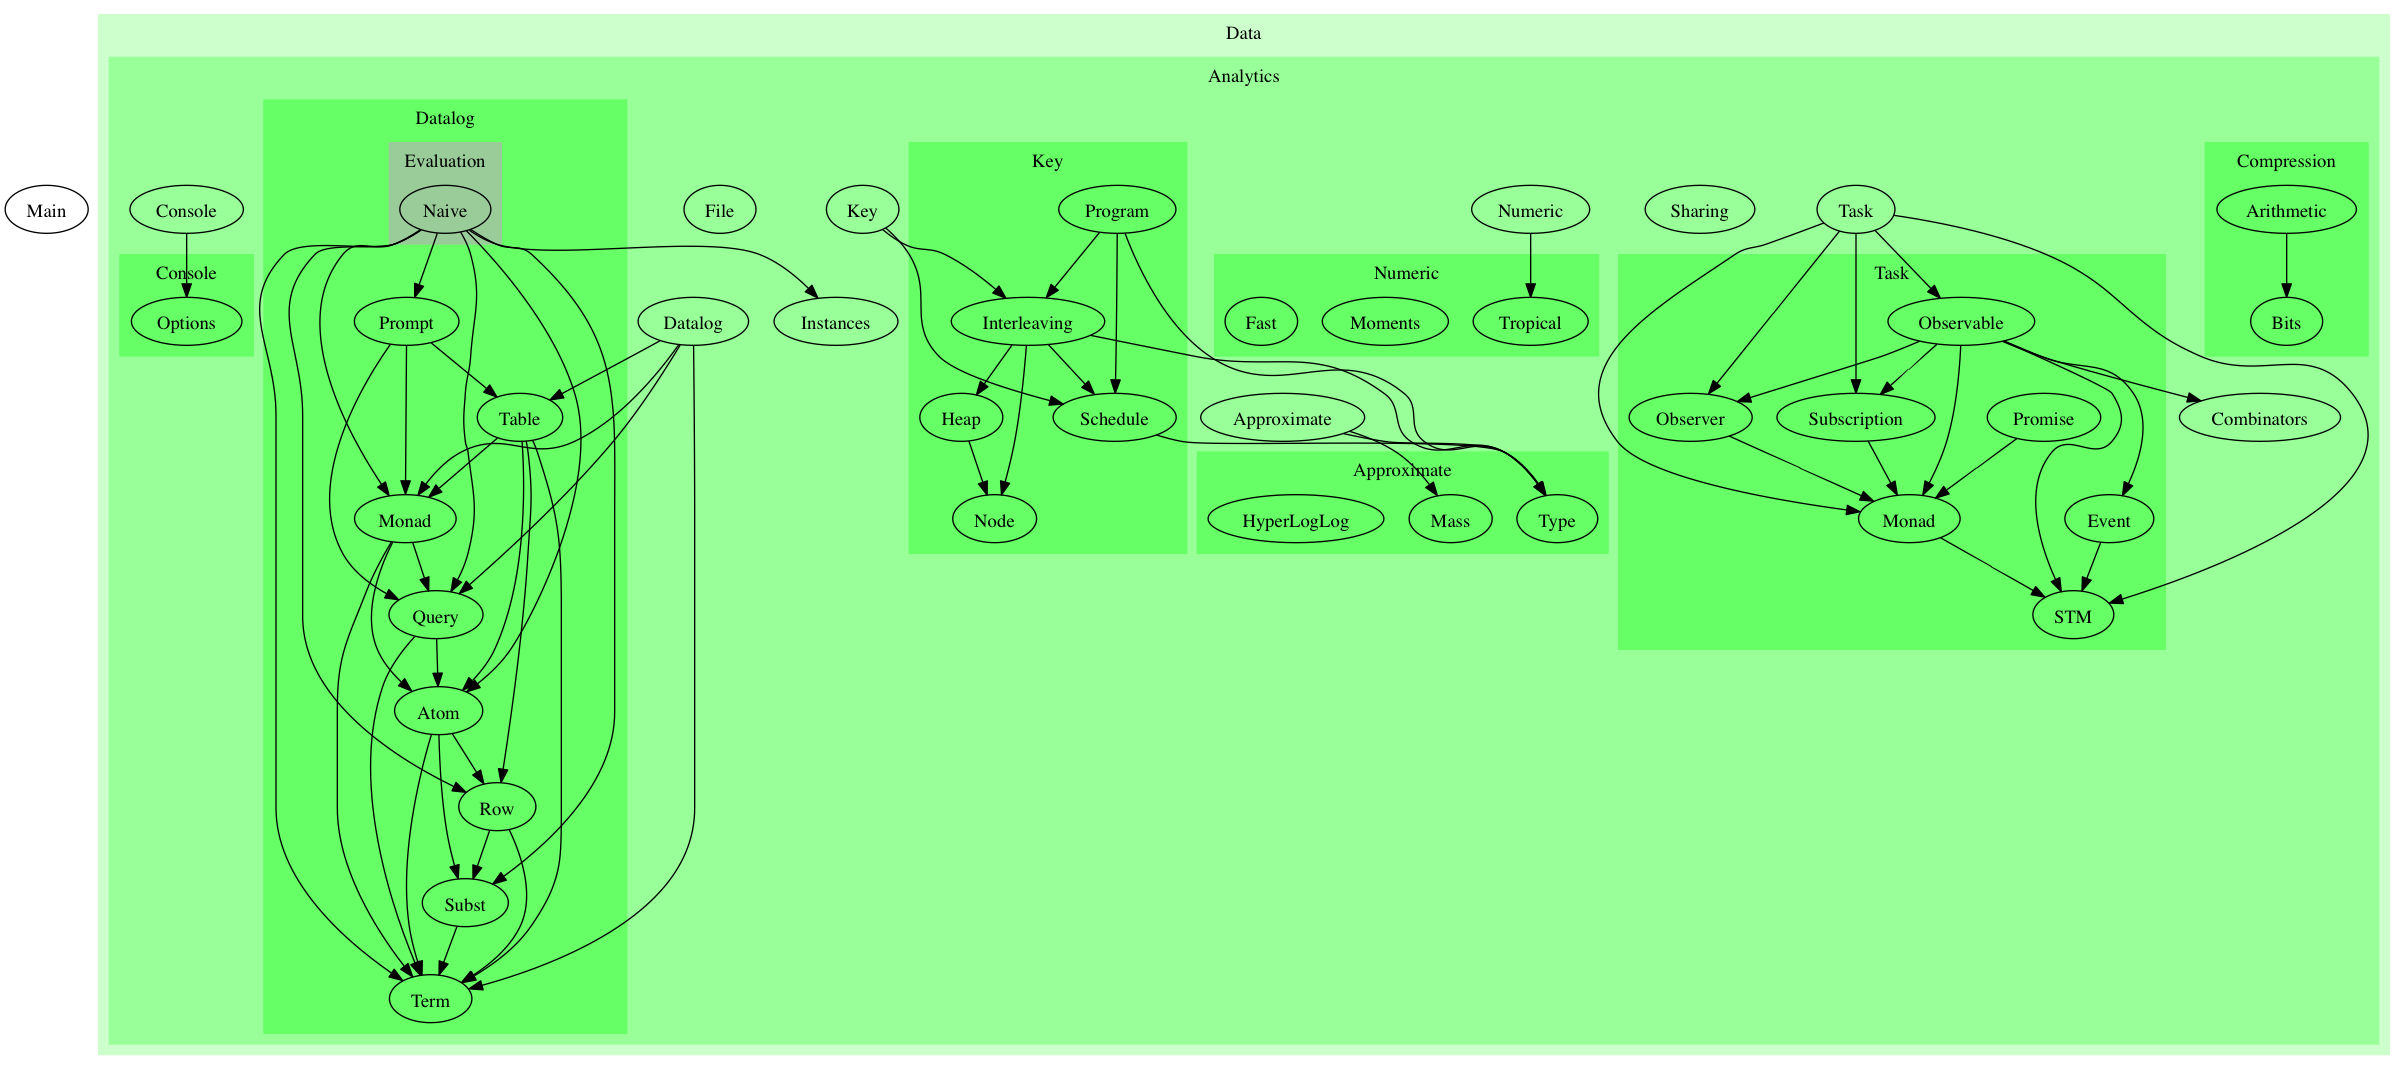 Data
Analytics
Datalog
Evaluation
Key
Compression
Main
Console
Naive
File
Key
Program
Numeric
Sharing
Task
Arithmetic
Console
Numeric
Task
Options
Prompt
Datalog
Instances
Interleaving
Fast
Moments
Tropical
Observable
Bits
Table
Heap
Schedule
Approximate
Observer
Subscription
Promise
Combinators
Approximate
Monad
Node
HyperLogLog
Mass
Type
Monad
Event
Query
STM
Atom
Row
Subst
Term